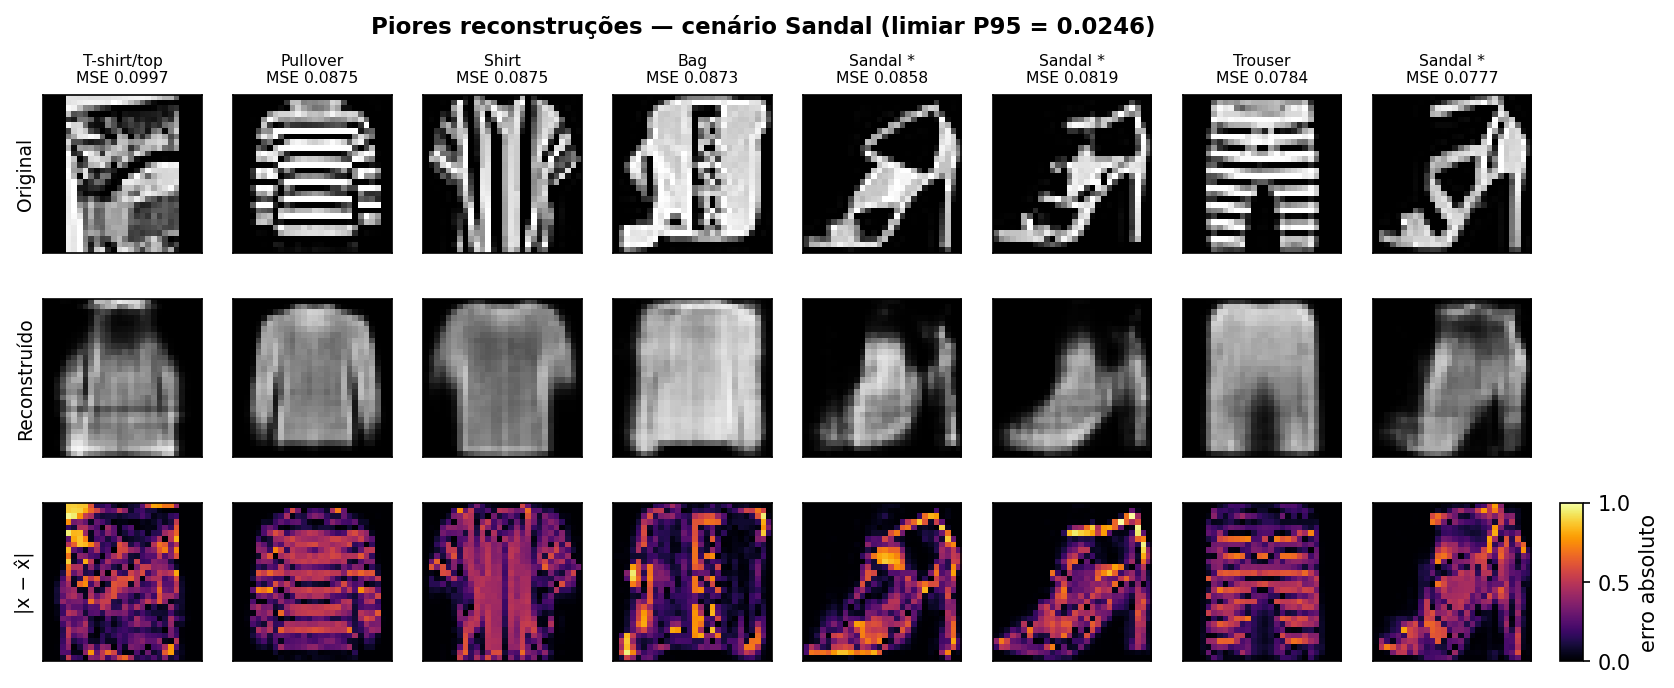 Piores reconstruções — cenário Sandal (limiar P95 = 0.0246)
T-shirt/top
MSE 0.0997
Pullover
MSE 0.0875
Shirt
MSE 0.0875
Bag
MSE 0.0873
Sandal *
MSE 0.0858
Sandal *
MSE 0.0819
Trouser
MSE 0.0784
Sandal *
MSE 0.0777
Original
Reconstruído
|x − x̂|
1.0
0.5
0.0
erro absoluto